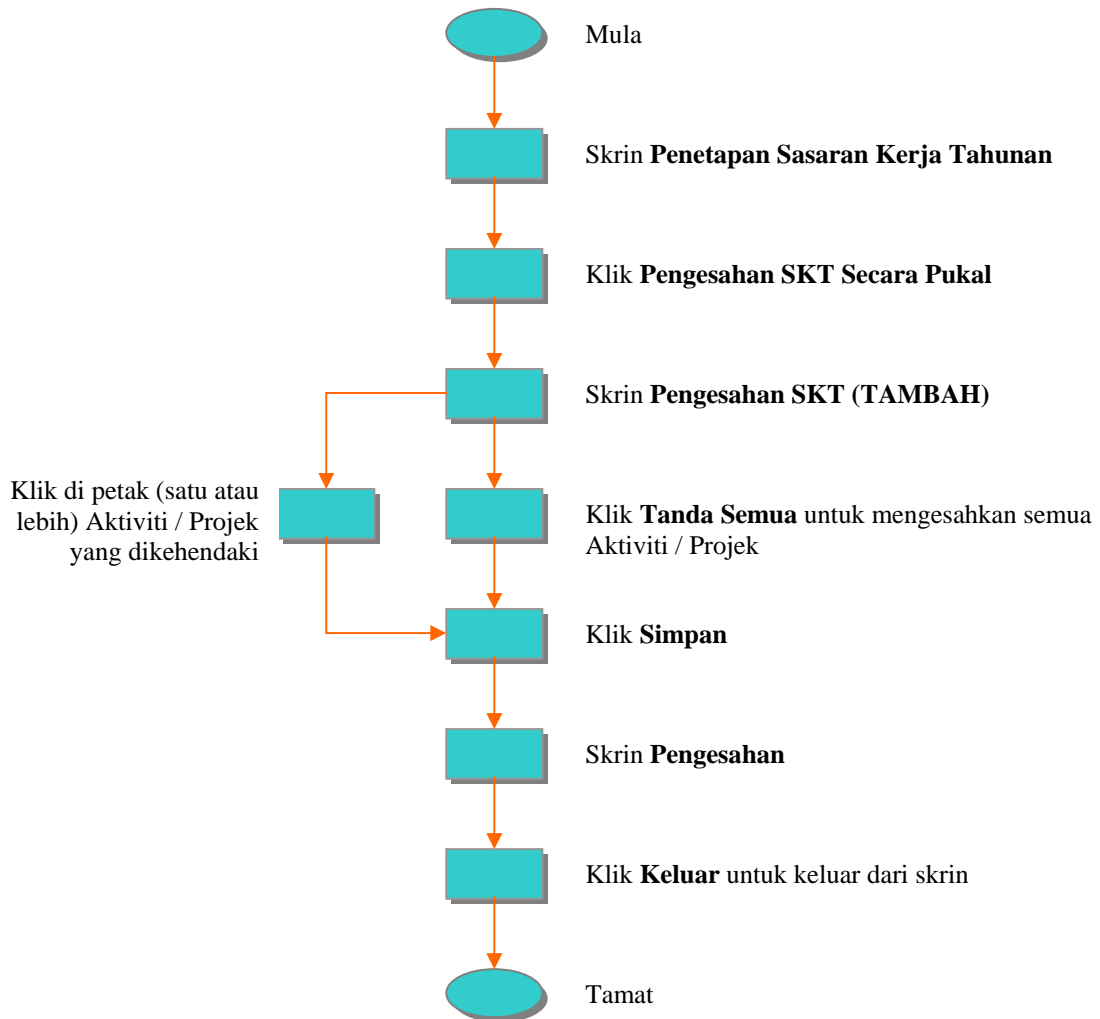 Mula
Skrin Penetapan Sasaran Kerja Tahunan
Klik Pengesahan SKT Secara Pukal
Skrin Pengesahan SKT (TAMBAH)
Klik di petak (satu atau
lebih) Aktiviti / Projek
yang dikehendaki
Klik Tanda Semua untuk mengesahkan semua
Aktiviti / Projek
Klik Simpan
Skrin Pengesahan
Klik Keluar untuk keluar dari skrin
Tamat